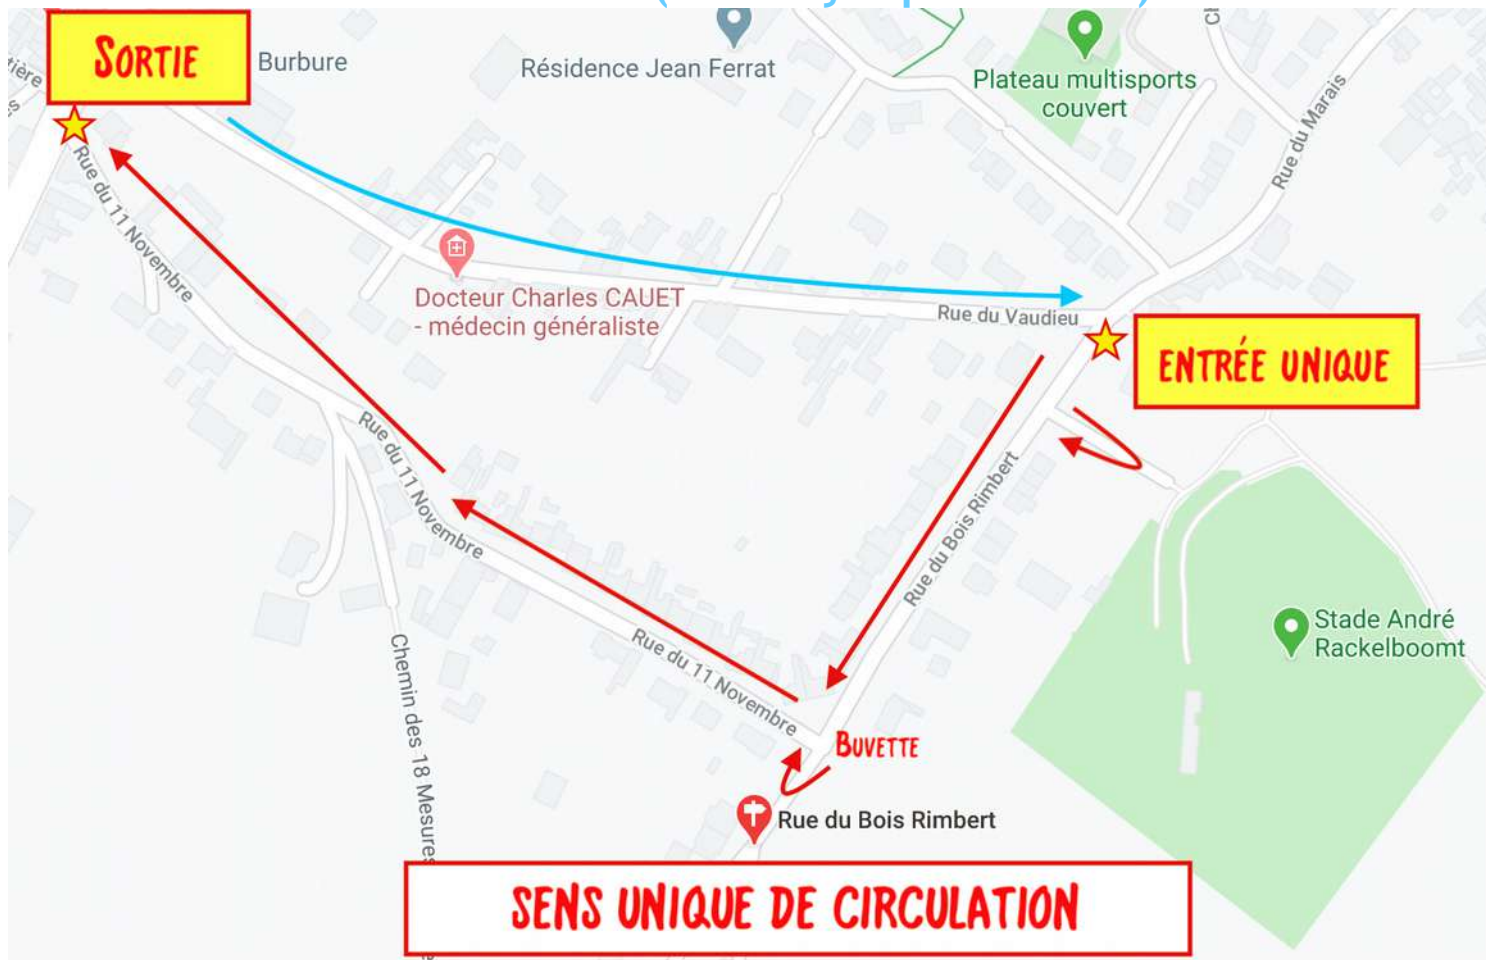 SORTIE
Burbure
Résidence Jean Ferrat
Plateau multisports
couvert
Rue du Marais
Rue du 11 Novembre
Docteur Charles CAUET
- médecin généraliste
Rue du Vaudieu
ENTRÉE UNIQUE
Rue du 11 Novembre
Rue du Bois Rimbert
Stade André
Rackelboomt
Rue du 11 Novembre
Chemin des 18 Mesures
BUVETTE
Rue du Bois Rimbert
SENS UNIQUE DE CIRCULATION